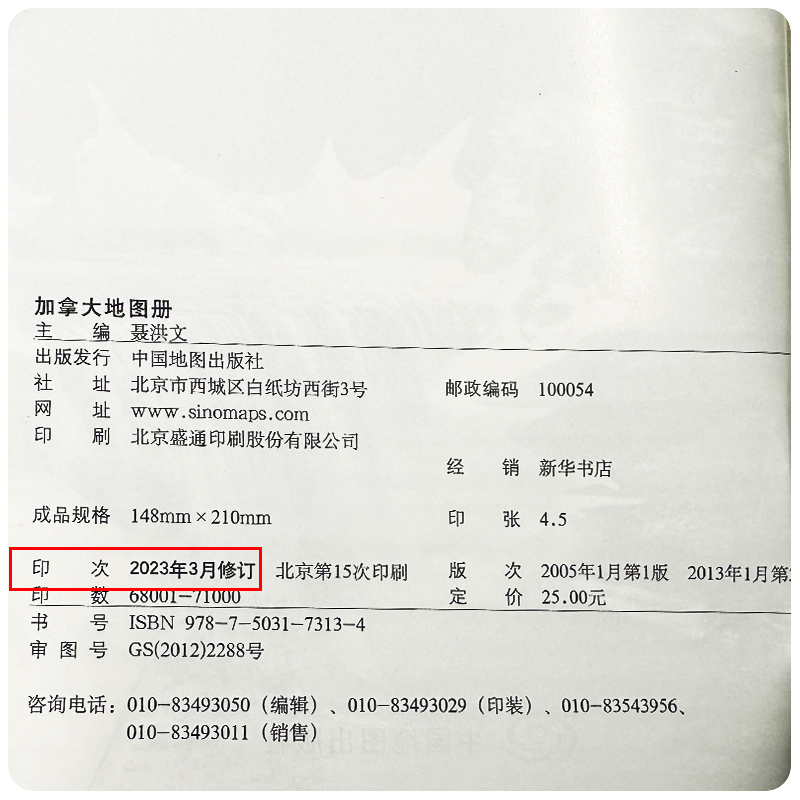 加拿大地图册
主 编 聂洪文
出版发行 中国地图出版社
社 址 北京市西城区白纸坊西街3号 邮政编码 100054
网 址 www.sinomaps.com
印 刷 北京盛通印刷股份有限公司
经 销 新华书店
成品规格 148mm×210mm 印 张 4.5
印 次 2023年3月修订 北京第15次印刷 版 次 2005年1月第1版 2013年1月第
印 数 68001-71000 定 价 25.00元
书 号 ISBN 978-7-5031-7313-4
审图号 GS(2012)2288号
咨询电话：010-83493050（编辑）、010-83493029（印装）、010-83543956、
010-83493011（销售）